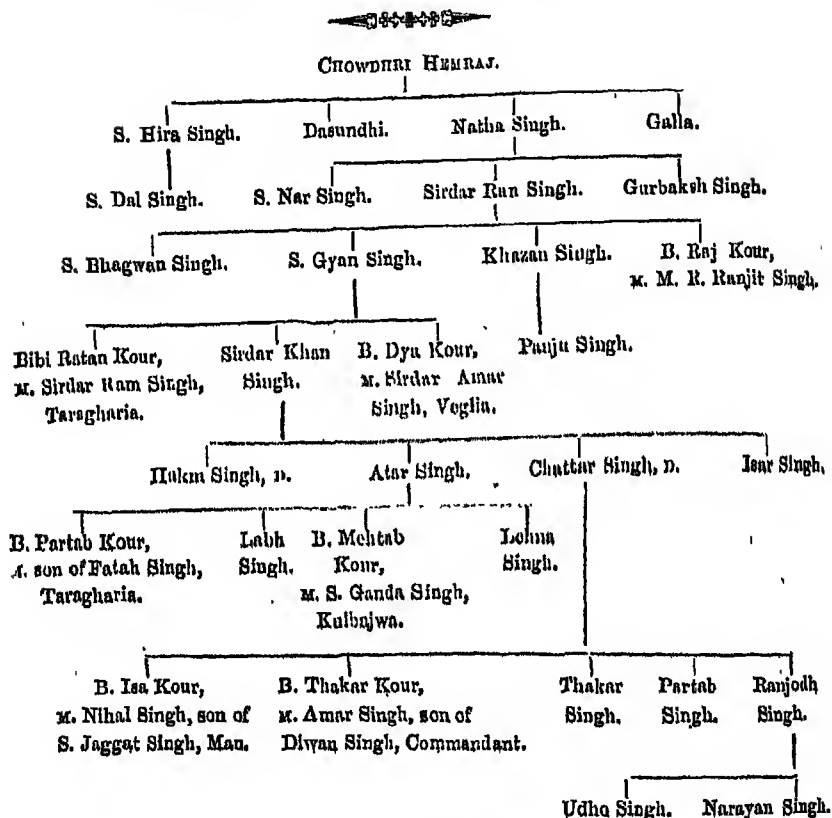 CHOWDHRI HEMRAJ.
S. Hira Singh. Dasundhi. Natha Singh. Galla.
S. Dal Singh. S. Nar Singh. Sirdar Ran Singh. Gurbaksh Singh.
S. Bhagwan Singh. S. Gyan Singh. Khazan Singh. B. Raj Kour,
M. M. R. Ranjit Singh.
Bibi Ratan Kour, Sirdar Khan B. Dya Kour, Panju Singh.
M. Sirdar Ram Singh, Singh. M. Sirdar Amar
Taragharia. Singh, Voglia.
Hukm Singh, D. Atar Singh. Chattar Singh, D. Isar Singh.
B. Partab Kour, Labh B. Mehtab Lehna
M. son of Fatah Singh, Singh. Kour, Singh.
Taragharia. M. S. Ganda Singh,
Kulbajwa.
B. Isa Kour, B. Thakar Kour, Thakar Partab Ranjodh
M. Nihal Singh, son of M. Amar Singh, son of Singh. Singh. Singh.
S. Jaggat Singh, Man. Diwan Singh, Commandant.
Udho Singh. Narayan Singh.